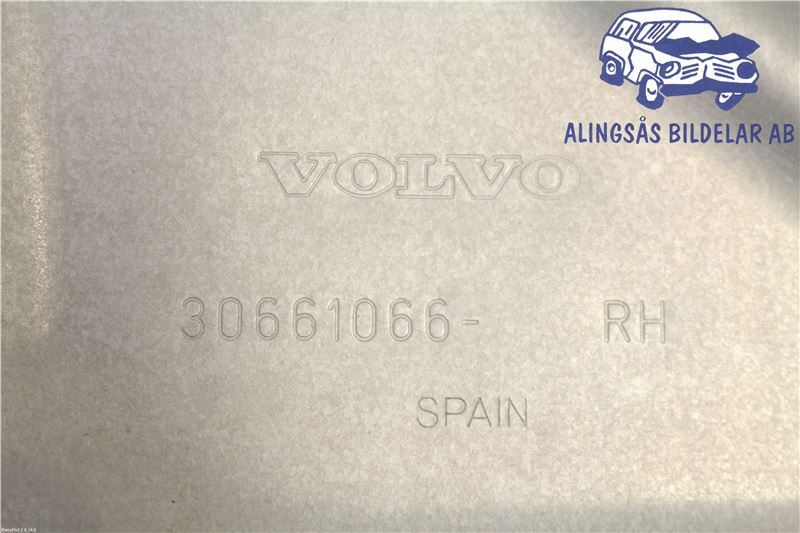 ALINGSÅS BILDELAR AB
VOLVO
30661066- RH
SPAIN